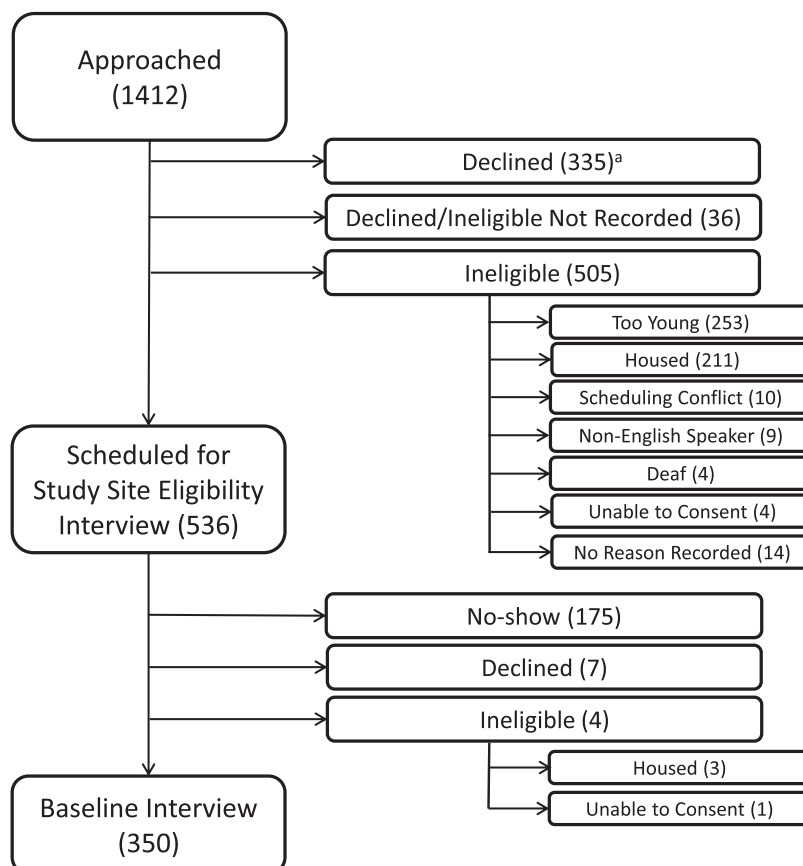 Approached
(1412)
Declined (335)ᵃ
Declined/Ineligible Not Recorded (36)
Ineligible (505)
Too Young (253)
Housed (211)
Scheduling Conflict (10)
Non-English Speaker (9)
Deaf (4)
Unable to Consent (4)
No Reason Recorded (14)
Scheduled for
Study Site Eligibility
Interview (536)
No-show (175)
Declined (7)
Ineligible (4)
Housed (3)
Unable to Consent (1)
Baseline Interview
(350)